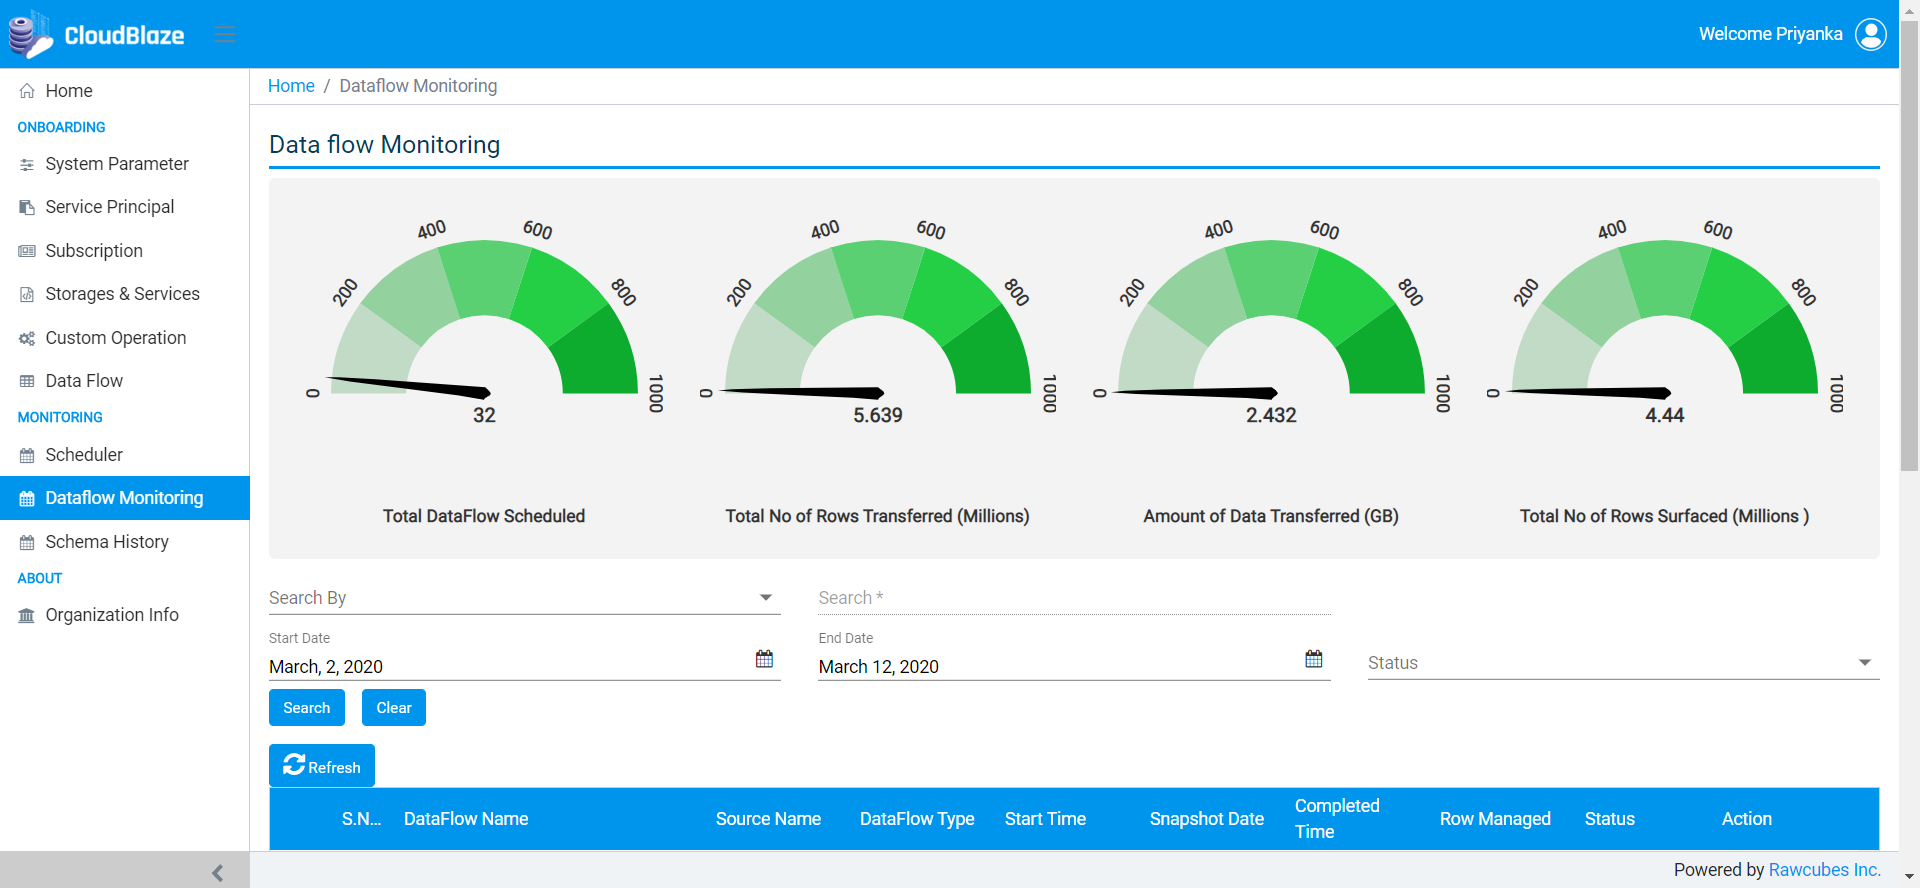 CloudBlaze
Welcome Priyanka
Home
ONBOARDING
System Parameter
Service Principal
Subscription
Storages & Services
Custom Operation
Data Flow
MONITORING
Scheduler
Dataflow Monitoring
Schema History
ABOUT
Organization Info
Home / Dataflow Monitoring
Data flow Monitoring
0
200
400
600
800
1000
32
Total DataFlow Scheduled
0
200
400
600
800
1000
5.639
Total No of Rows Transferred (Millions)
0
200
400
600
800
1000
2.432
Amount of Data Transferred (GB)
0
200
400
600
800
1000
4.44
Total No of Rows Surfaced (Millions )
Search By
Search *
Start Date
March, 2, 2020
End Date
March 12, 2020
Status
Search
Clear
Refresh
S.N...
DataFlow Name
Source Name
DataFlow Type
Start Time
Snapshot Date
Completed
Time
Row Managed
Status
Action
Powered by Rawcubes Inc.